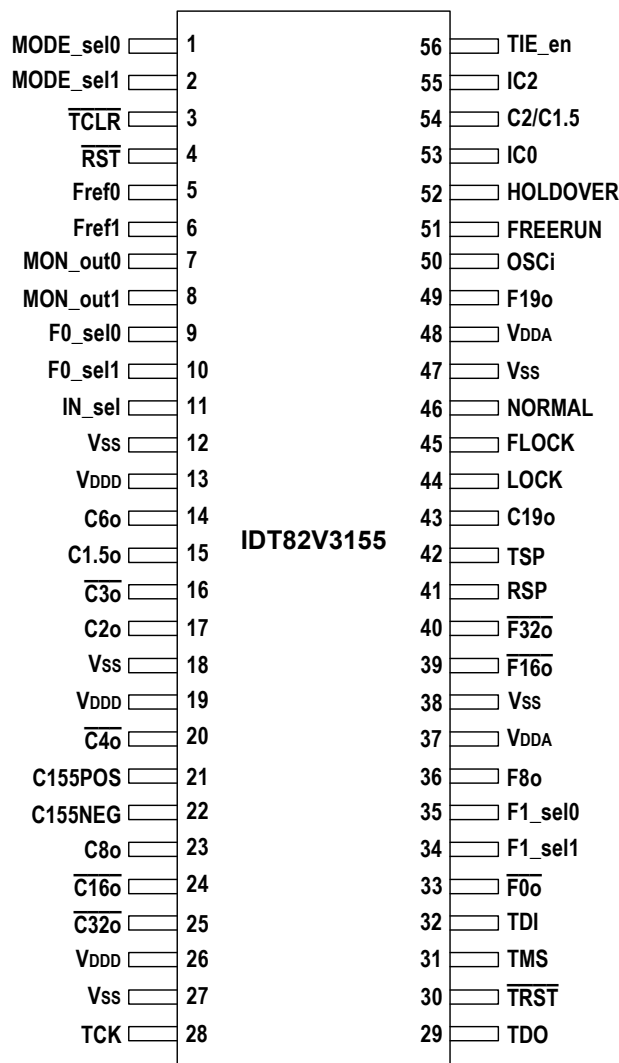 MODE_sel0 1 56 TIE_en
MODE_sel1 2 55 IC2
TCLR 3 54 C2/C1.5
RST 4 53 IC0
Fref0 5 52 HOLDOVER
Fref1 6 51 FREERUN
MON_out0 7 50 OSCi
MON_out1 8 49 F19o
F0_sel0 9 48 VDDA
F0_sel1 10 47 Vss
IN_sel 11 46 NORMAL
Vss 12 45 FLOCK
VDDD 13 44 LOCK
C6o 14 43 C19o
IDT82V3155
C1.5o 15 42 TSP
C3o 16 41 RSP
C2o 17 40 F32o
Vss 18 39 F16o
VDDD 19 38 Vss
C4o 20 37 VDDA
C155POS 21 36 F8o
C155NEG 22 35 F1_sel0
C8o 23 34 F1_sel1
C16o 24 33 F0o
C32o 25 32 TDI
VDDD 26 31 TMS
Vss 27 30 TRST
TCK 28 29 TDO